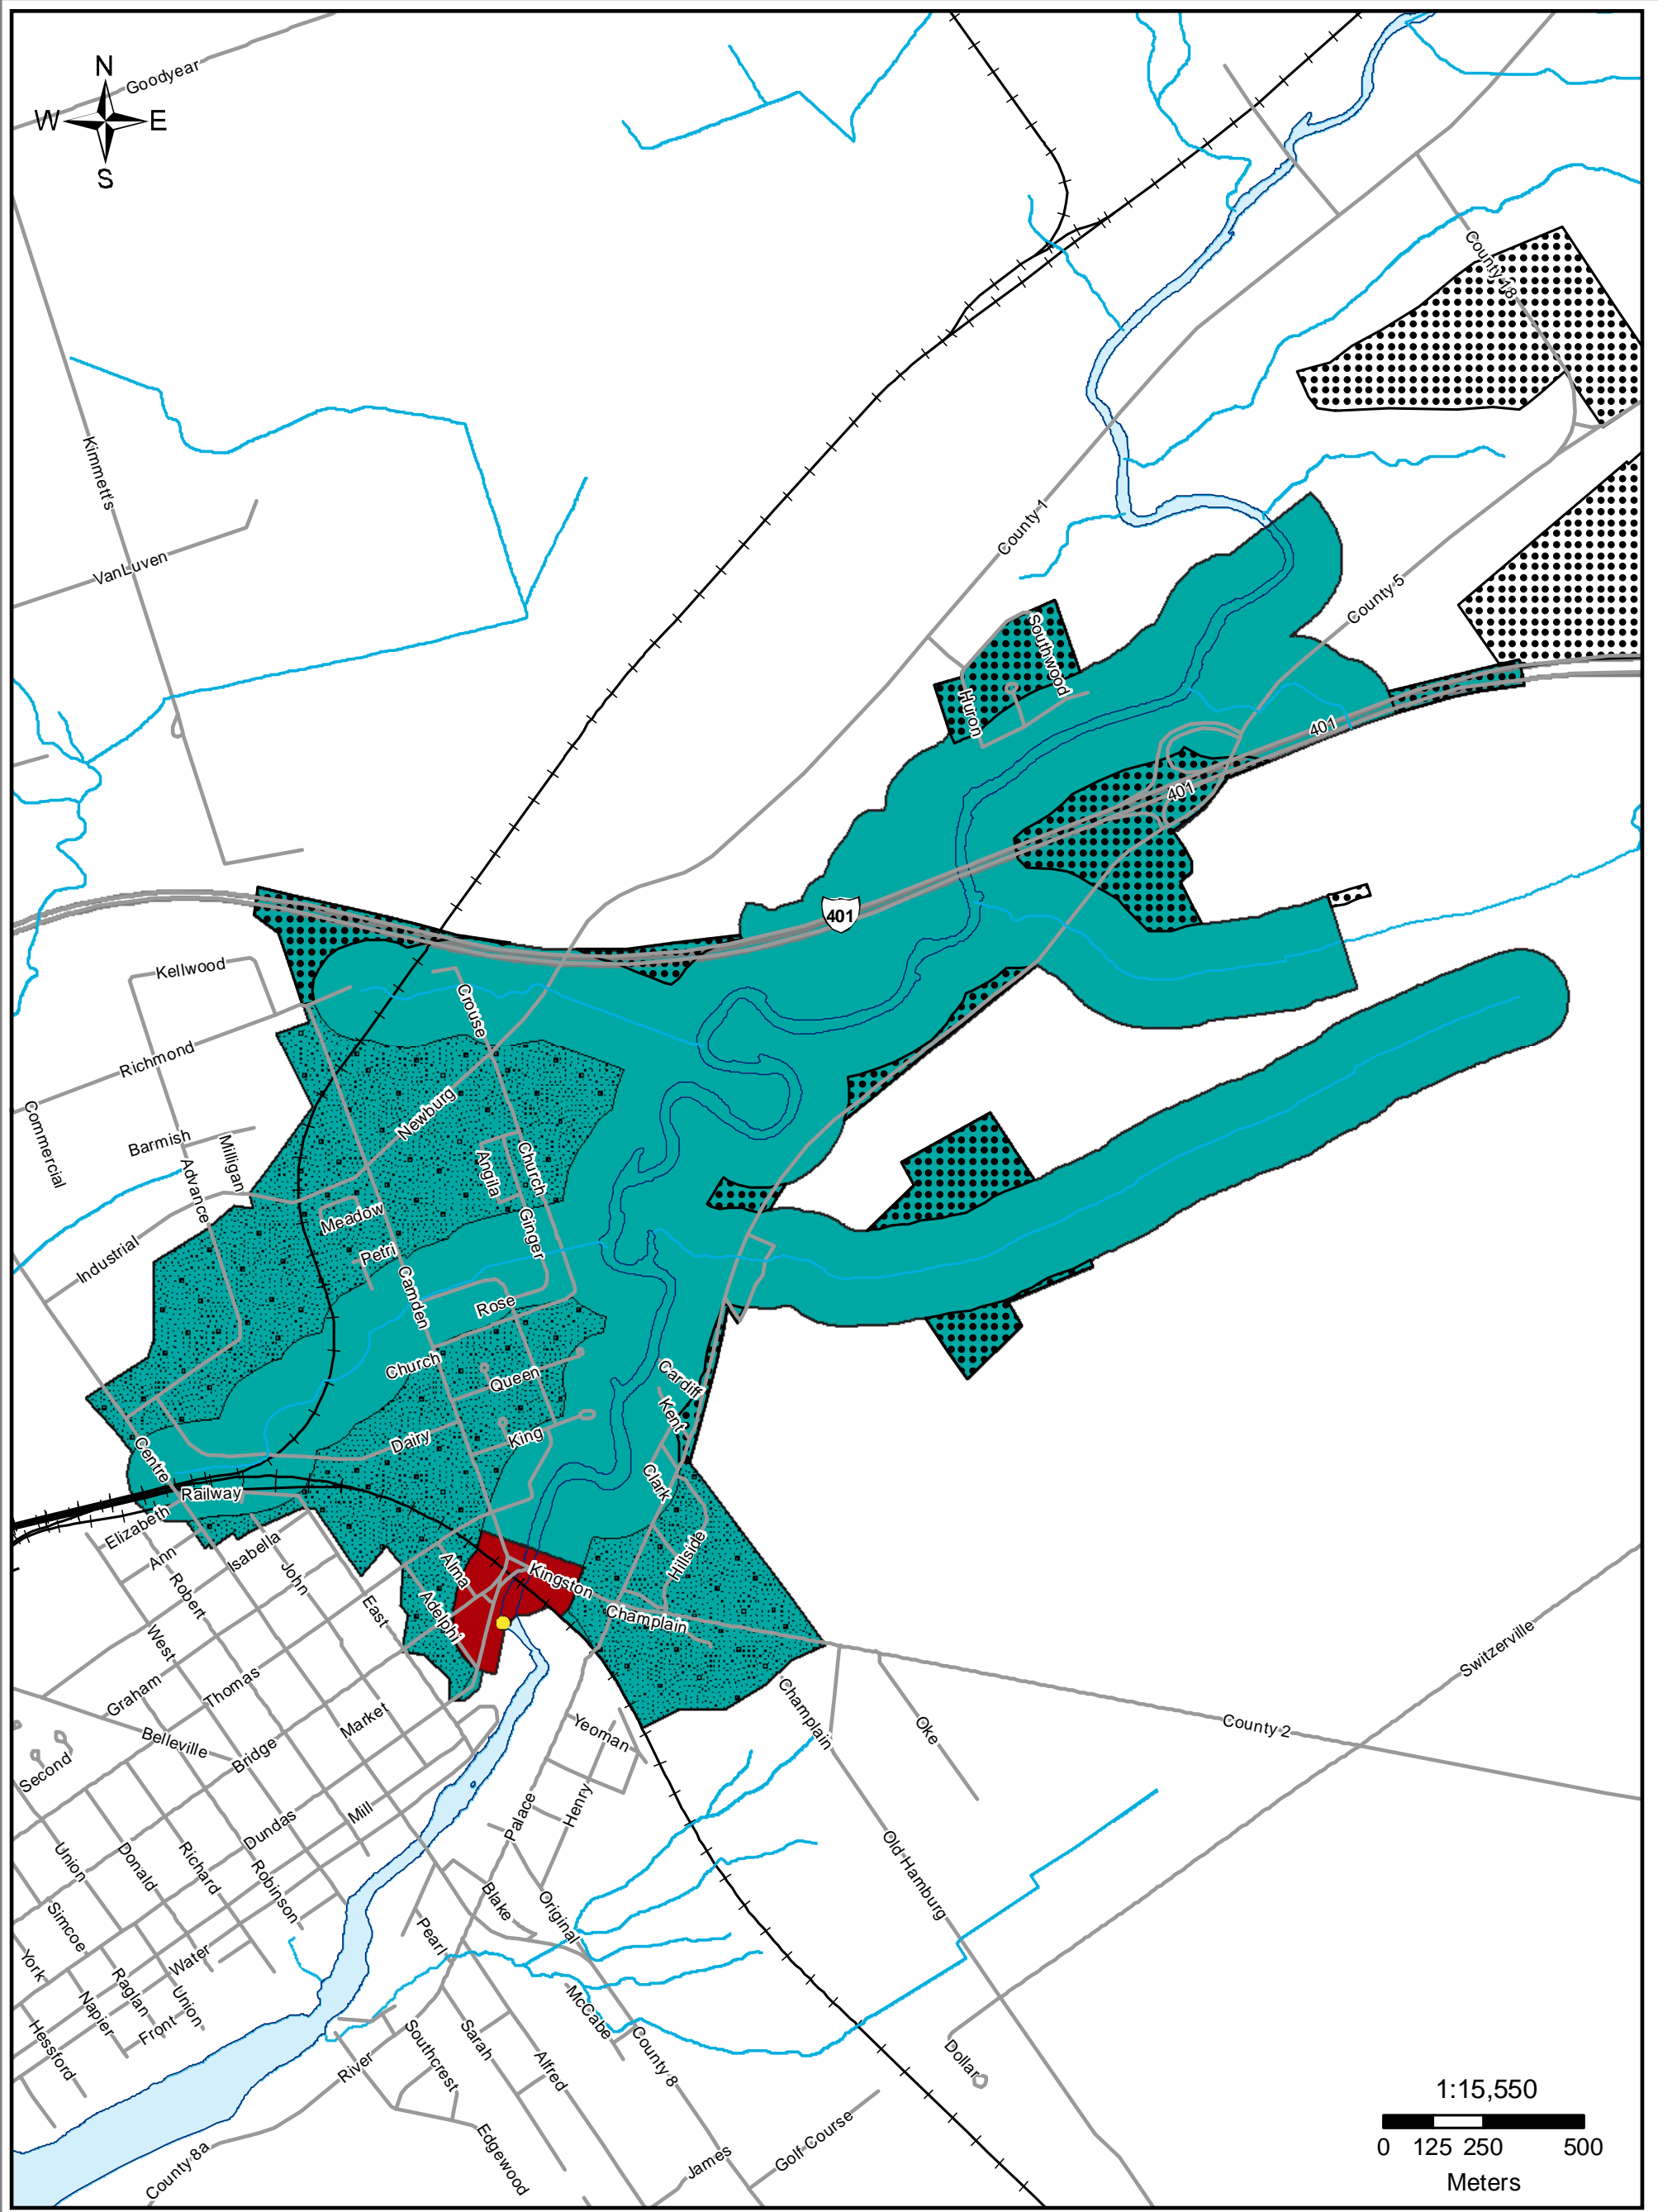 N
Goodyear
W E
S
County 18
Kimmett's
County 1
VanLuven
County 5
Southwood
Huron
401
401
401
Kellwood
Crouse
Richmond
Newburg
Commercial
Barmish
Milligan
Advance
Church
Angila
Meadow
Ginger
Industrial
Petri
Camden
Rose
Church
Queen
Cardiff
Kent
Dairy
King
Centre
Clark
Railway
Elizabeth
Ann
Isabella
Hillside
Alma
Kingston
John
Robert
Adelphi
East
Champlain
West
Switzerville
Graham
Thomas
Champlain
Market
Belleville
Bridge
Yeoman
Oke
County 2
Second
Mill
Palace
Henry
Dundas
Union
Donald
Richard
Robinson
Old Hamburg
Blake
Original
Simcoe
Pearl
York
Water
Raglan
Union
Napier
Front
McCabe
Hessford
Southcrest
Sarah
County 8
River
Alfred
Dollar
1:15,550
Golf Course
Edgewood
James
County 8a
0 125 250 500
Meters